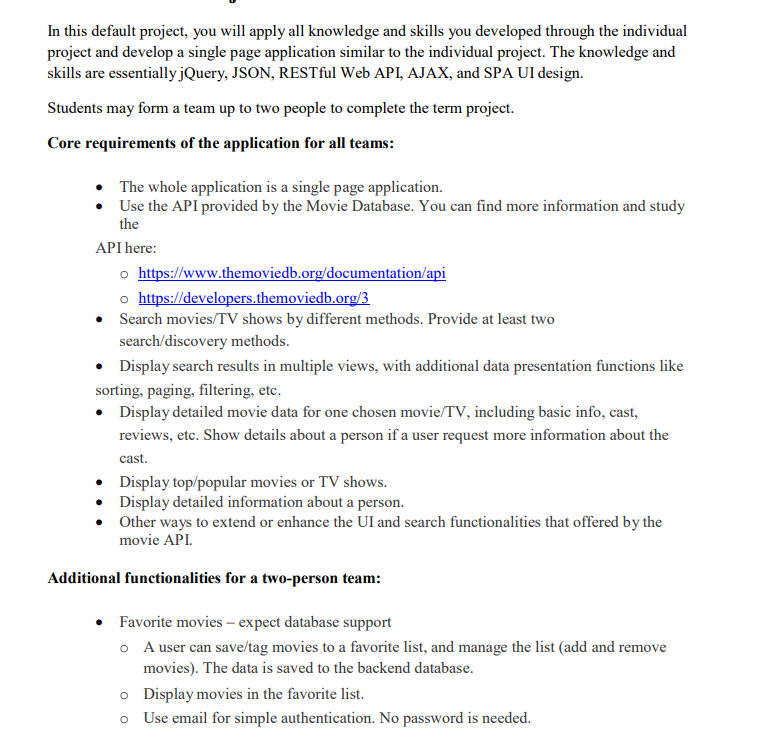 In this default project, you will apply all knowledge and skills you developed through the individual
project and develop a single page application similar to the individual project. The knowledge and
skills are essentially jQuery, JSON, RESTful Web API, AJAX, and SPA UI design.
Students may form a team up to two people to complete the term project.
Core requirements of the application for all teams:
• The whole application is a single page application.
• Use the API provided by the Movie Database. You can find more information and study
the
API here:
o https://www.themoviedb.org/documentation/api
o https://developers.themoviedb.org/3
• Search movies/TV shows by different methods. Provide at least two
search/discovery methods.
• Display search results in multiple views, with additional data presentation functions like
sorting, paging, filtering, etc.
• Display detailed movie data for one chosen movie/TV, including basic info, cast,
reviews, etc. Show details about a person if a user request more information about the
cast.
• Display top/popular movies or TV shows.
• Display detailed information about a person.
• Other ways to extend or enhance the UI and search functionalities that offered by the
movie API.
Additional functionalities for a two-person team:
• Favorite movies – expect database support
o A user can save/tag movies to a favorite list, and manage the list (add and remove
movies). The data is saved to the backend database.
o Display movies in the favorite list.
o Use email for simple authentication. No password is needed.